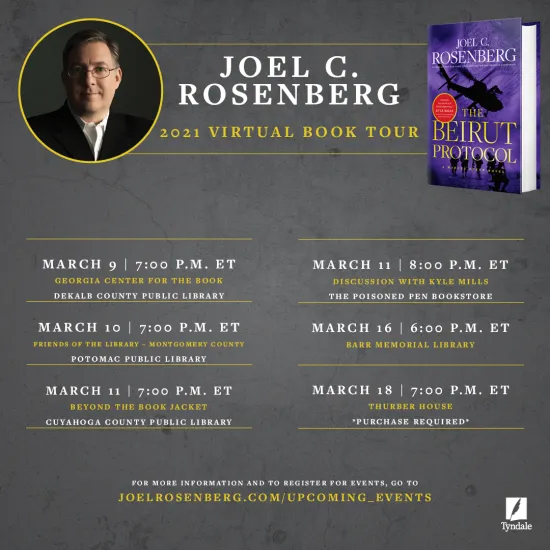 JOEL C.
ROSENBERG
2021 VIRTUAL BOOK TOUR
JOEL C.
ROSENBERG
THE
BEIRUT
PROTOCOL
MARCH 9 | 7:00 P.M. ET
GEORGIA CENTER FOR THE BOOK
DEKALB COUNTY PUBLIC LIBRARY
MARCH 10 | 7:00 P.M. ET
FRIENDS OF THE LIBRARY - MONTGOMERY COUNTY
POTOMAC PUBLIC LIBRARY
MARCH 11 | 7:00 P.M. ET
BEYOND THE BOOK JACKET
CUYAHOGA COUNTY PUBLIC LIBRARY
MARCH 11 | 8:00 P.M. ET
DISCUSSION WITH KYLE MILLS
THE POISONED PEN BOOKSTORE
MARCH 16 | 6:00 P.M. ET
BARR MEMORIAL LIBRARY
MARCH 18 | 7:00 P.M. ET
THURBER HOUSE
*PURCHASE REQUIRED*
FOR MORE INFORMATION AND TO REGISTER FOR EVENTS, GO TO
JOELROSENBERG.COM/UPCOMING_EVENTS
Tyndale